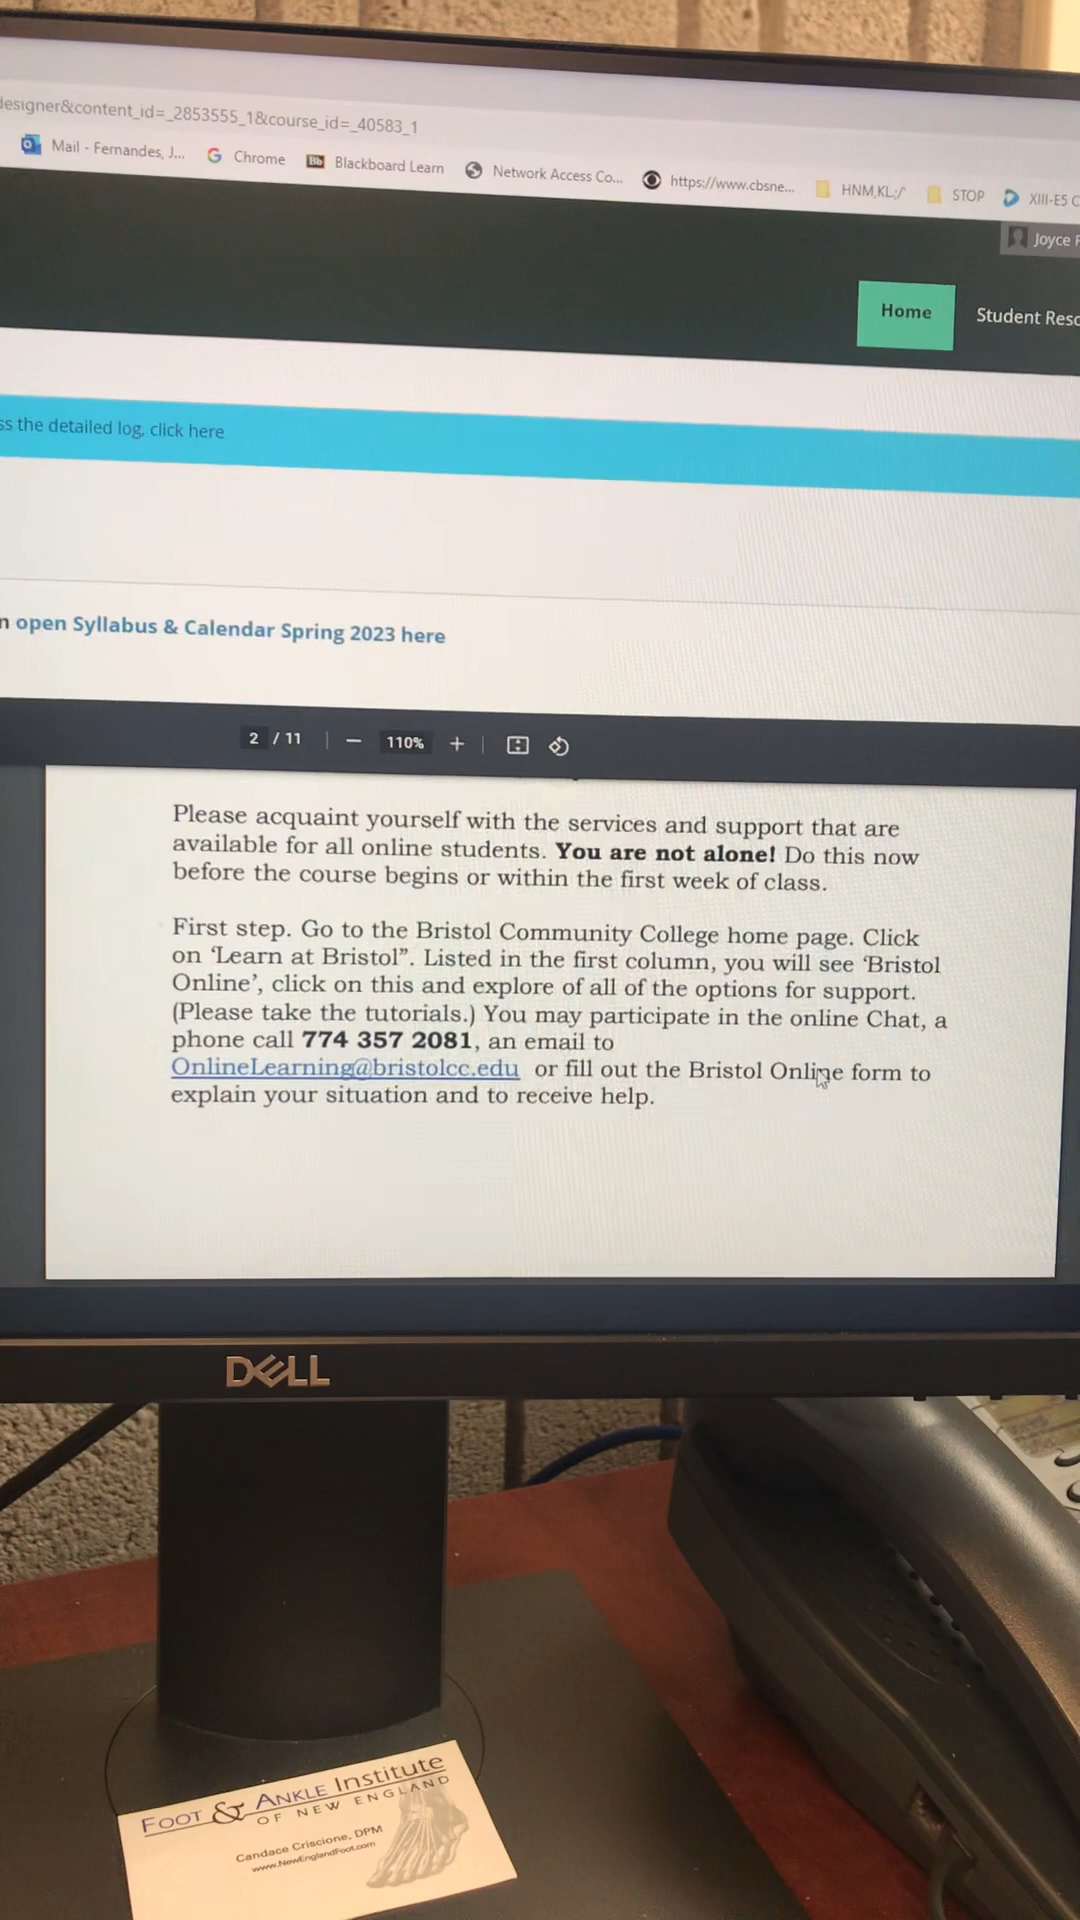 designer&content_id=_2853555_1&course_id=_40583_1
Mail - Fernandes, J... Chrome Bb Blackboard Learn Network Access Co... https://www.cbsne... HNM,KL;/' STOP XIII-E5 C
Joyce F
Home Student Reso
ss the detailed log, click here
n open Syllabus & Calendar Spring 2023 here
2 / 11 | — 110% + |
Please acquaint yourself with the services and support that are
available for all online students. You are not alone! Do this now
before the course begins or within the first week of class.
First step. Go to the Bristol Community College home page. Click
on 'Learn at Bristol". Listed in the first column, you will see 'Bristol
Online', click on this and explore of all of the options for support.
(Please take the tutorials.) You may participate in the online Chat, a
phone call 774 357 2081, an email to
OnlineLearning@bristolcc.edu or fill out the Bristol Online form to
explain your situation and to receive help.
DELL
FOOT & ANKLE Institute
OF NEW ENGLAND
Candace Criscione, DPM
www.NewEnglandFoot.com